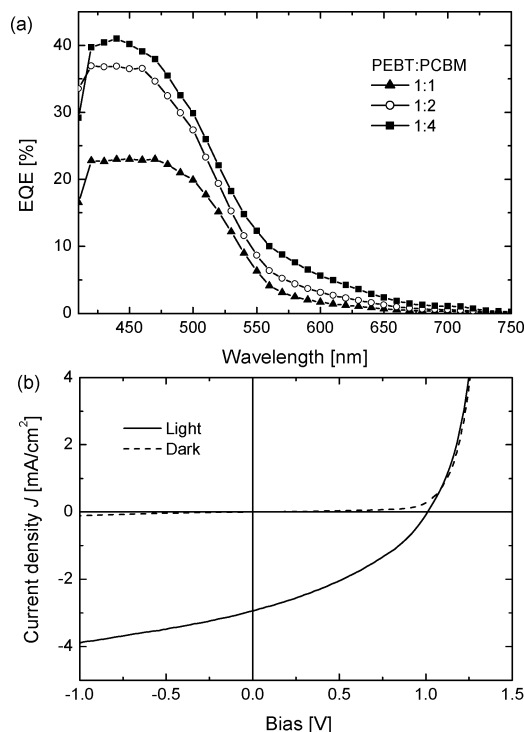 (a)
40
30
20
10
0
EQE [%]
PEBT:PCBM
1:1
1:2
1:4
450 500 550 600 650 700 750
Wavelength [nm]
(b)
4
2
0
-2
-4
Current density J [mA/cm²]
Light
Dark
-1.0 -0.5 0.0 0.5 1.0 1.5
Bias [V]